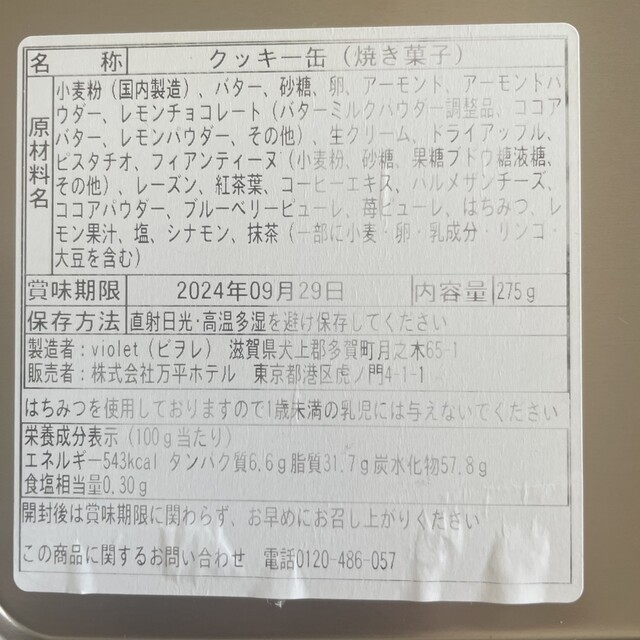 名称 クッキー缶（焼き菓子）
原材料名 小麦粉（国内製造）、バター、砂糖、卵、アーモンド、アーモンドパ
ウダー、レモンチョコレート（バターミルクパウダー調整品、ココア
バター、レモンパウダー、その他）、生クリーム、ドライアップル、
ピスタチオ、フィアンティーヌ（小麦粉、砂糖、果糖ブドウ糖液糖、
その他）、レーズン、紅茶葉、コーヒーエキス、パルメザンチーズ、
ココアパウダー、ブルーベリーピューレ、苺ピューレ、はちみつ、レ
モン果汁、塩、シナモン、抹茶（一部に小麦・卵・乳成分・リンゴ・
大豆を含む）
賞味期限 2024年09月29日 内容量 275g
保存方法 直射日光・高温多湿を避け保存してください
製造者：violet（ビヲレ） 滋賀県犬上郡多賀町月之木65-1
販売者：株式会社万平ホテル 東京都港区虎ノ門4-1-1
はちみつを使用しておりますので1歳未満の乳児には与えないでください
栄養成分表示（100g当たり）
エネルギー543kcal タンパク質6.6g脂質31.7g炭水化物57.8g
食塩相当量0.30g
開封後は賞味期限に関わらず、お早めにお召し上がりください
この商品に関するお問い合わせ 電話0120-486-057